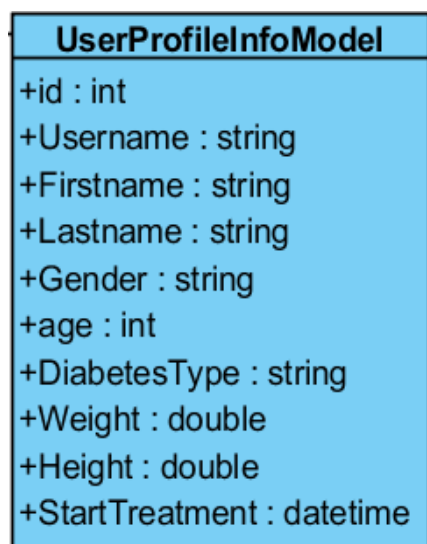 UserProfileInfoModel
+id : int
+Username : string
+Firstname : string
+Lastname : string
+Gender : string
+age : int
+DiabetesType : string
+Weight : double
+Height : double
+StartTreatment : datetime